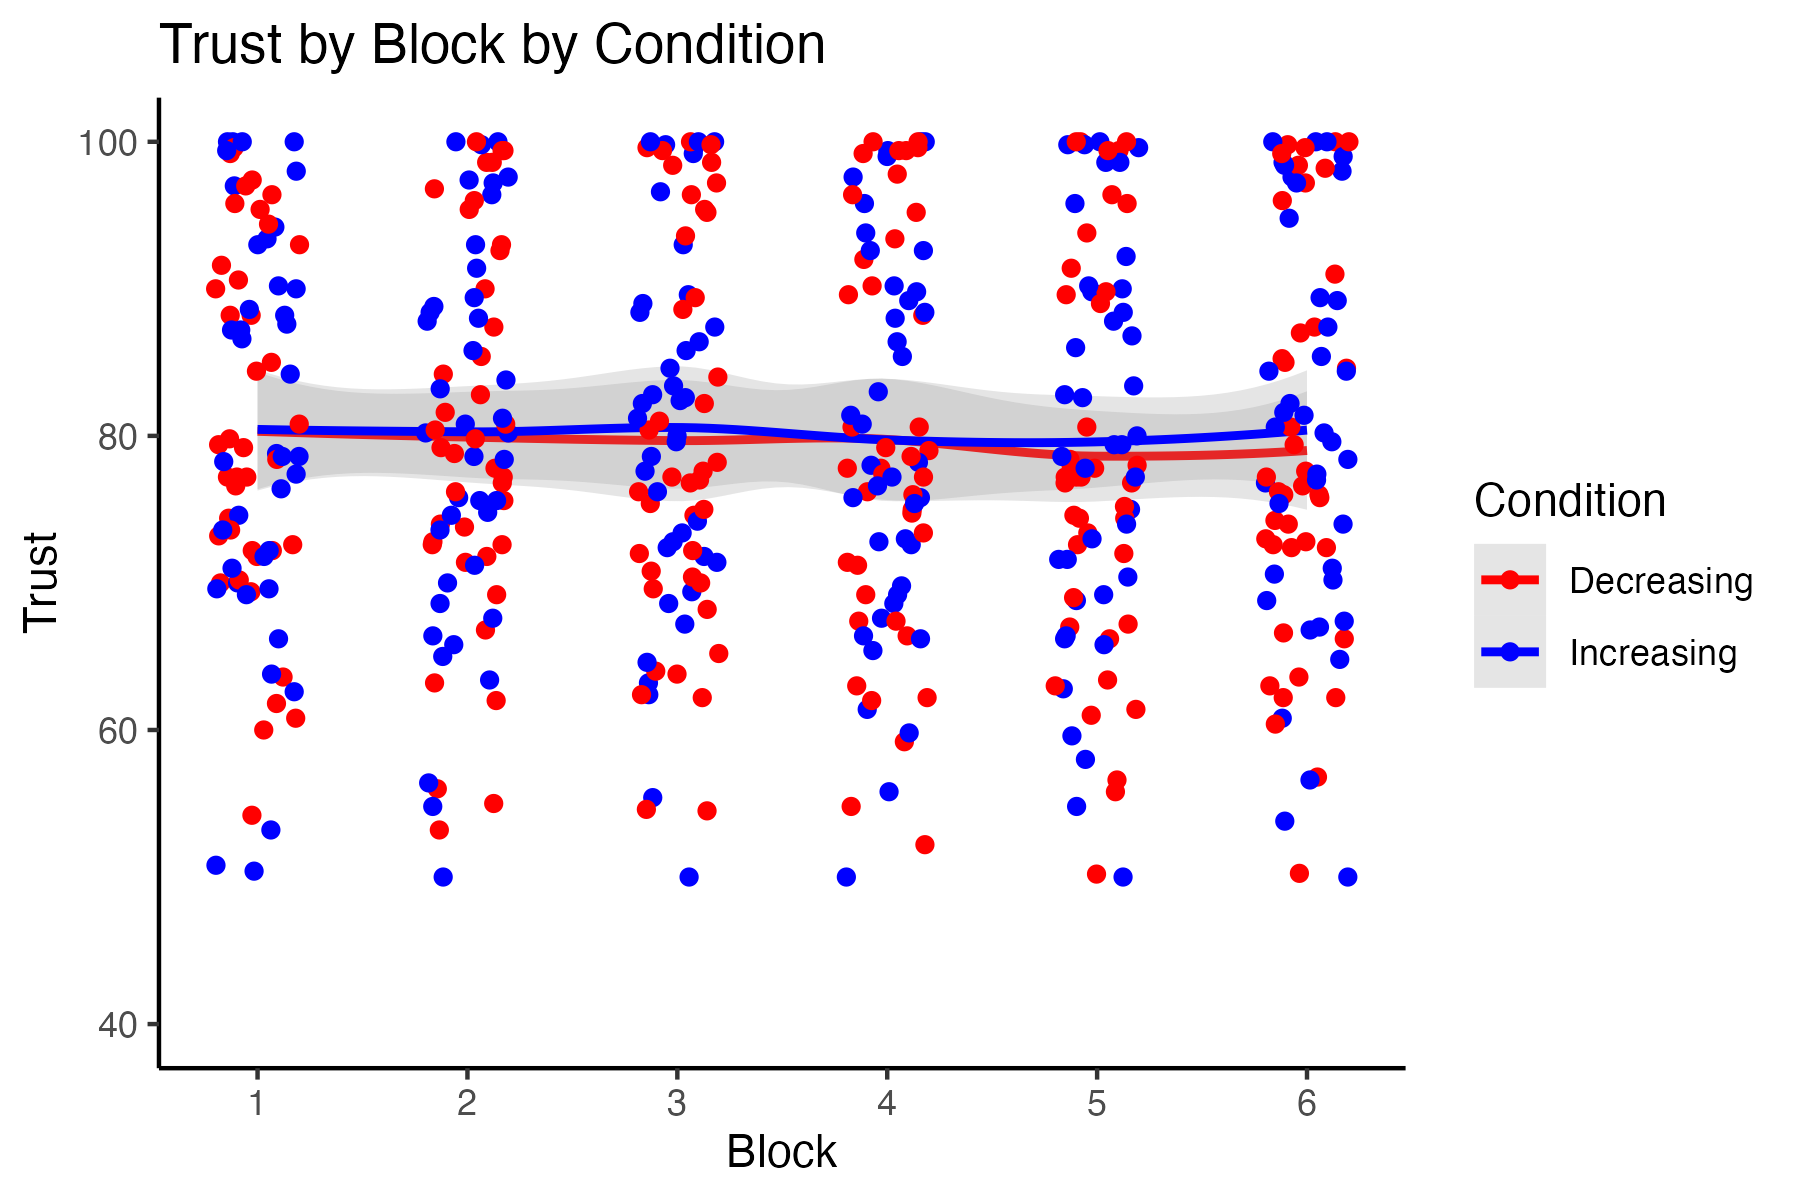 Trust by Block by Condition
Trust
100
80
60
40
1 2 3 4 5 6
Block
Condition
Decreasing
Increasing